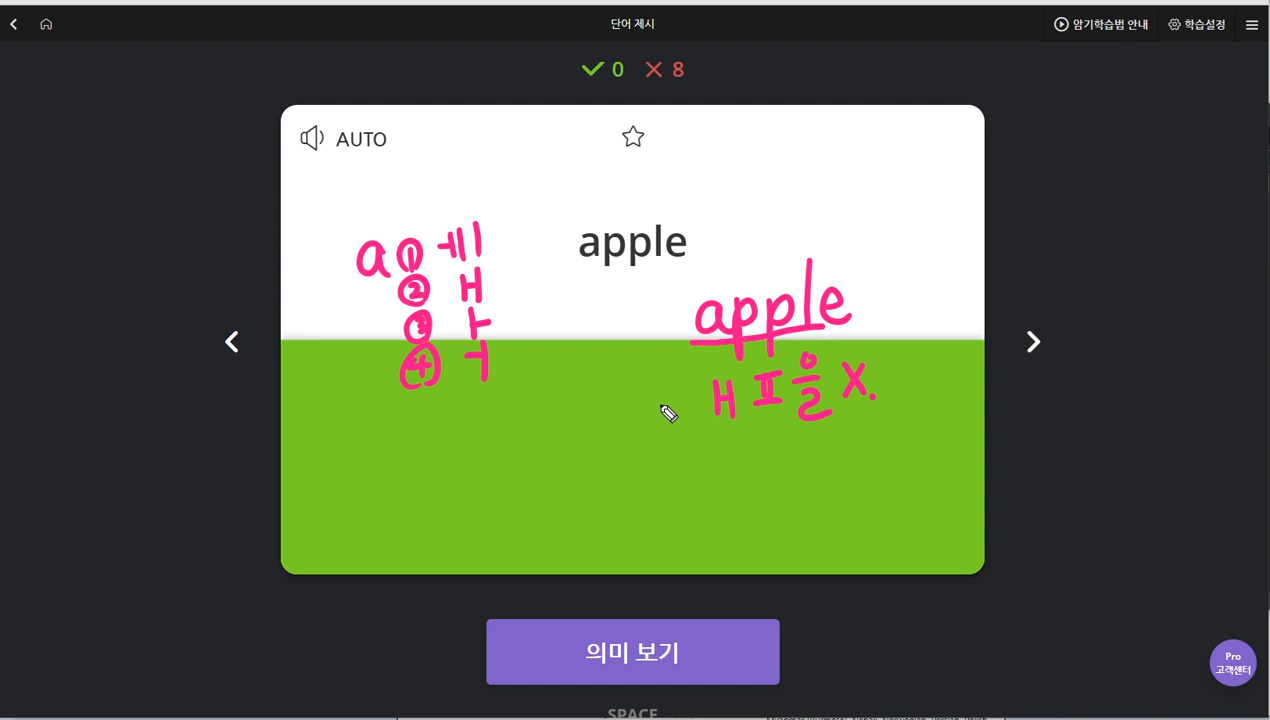 단어 제시
암기학습법 안내
학습설정
0
8
AUTO
apple
a ① ㅔㅣ
② ㅐ
③ ㅏ
④ ㅓ
apple
ㅐ ㅍ 을 X.
의미 보기
Pro
고객센터
SPACE